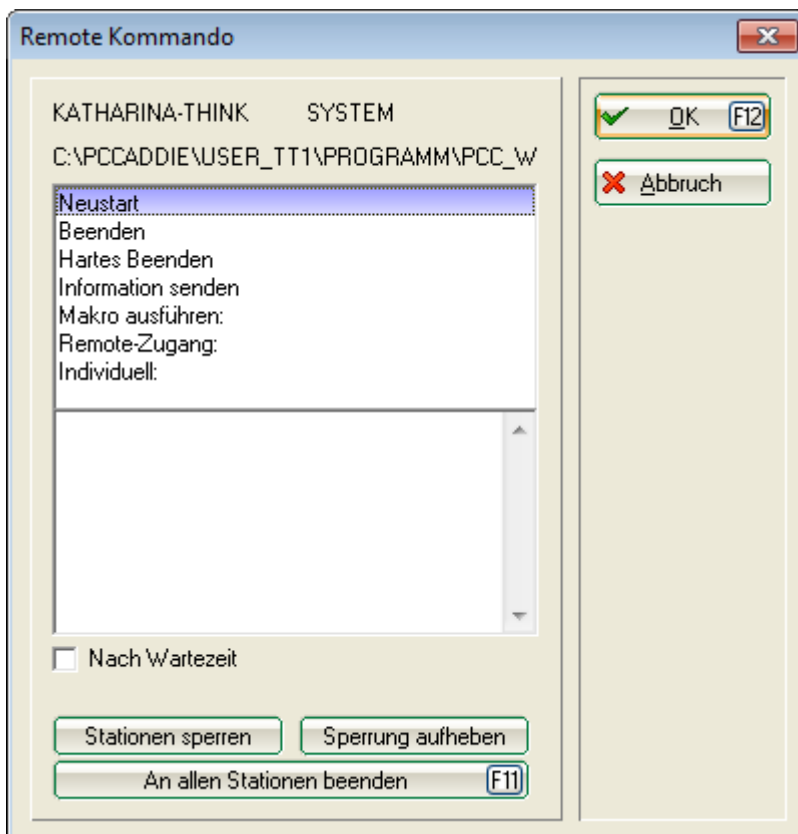 Remote Kommando
KATHARINA-THINK SYSTEM
C:\PCCADDIE\USER_TT1\PROGRAMM\PCC_W
Neustart
Beenden
Hartes Beenden
Information senden
Makro ausführen:
Remote-Zugang:
Individuell:
Nach Wartezeit
Stationen sperren Sperrung aufheben
An allen Stationen beenden F11
OK F12
Abbruch